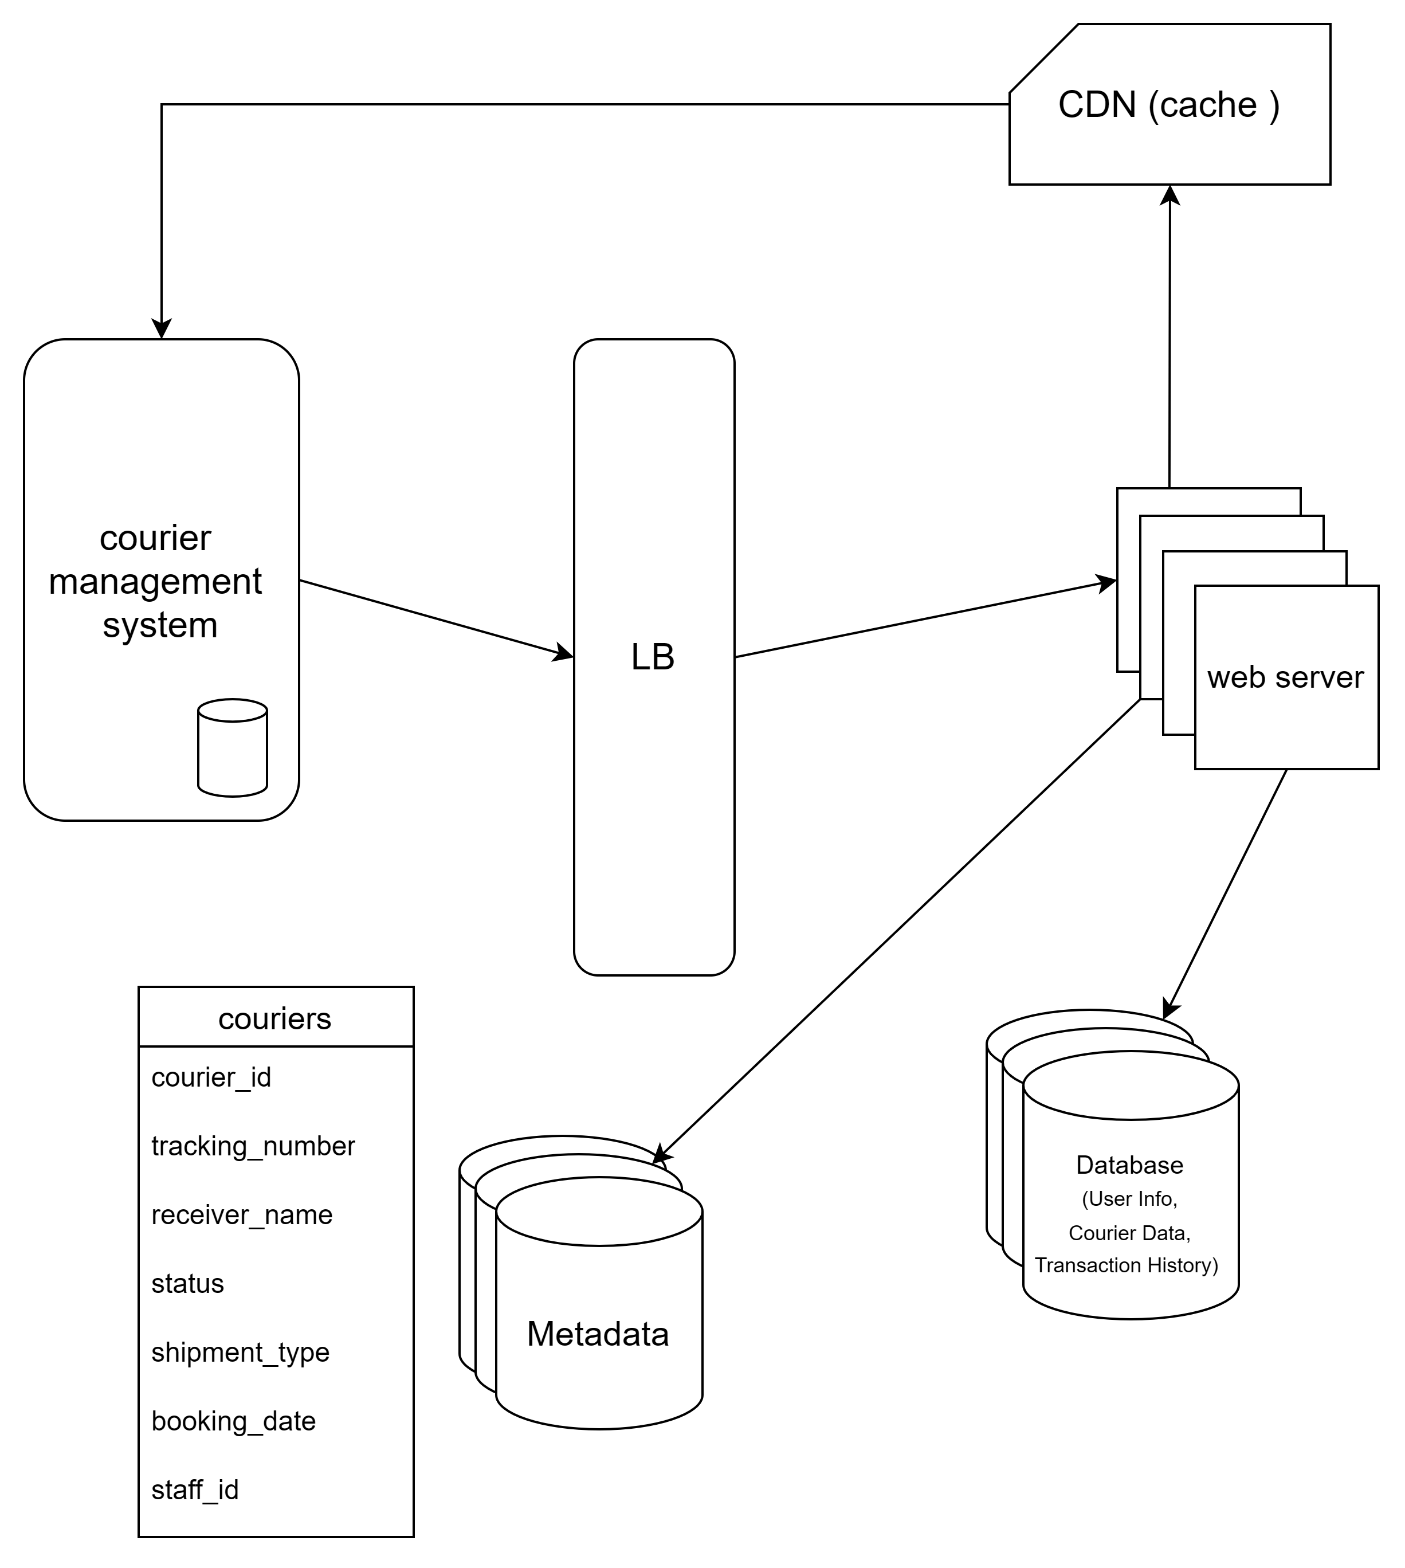 CDN (cache )
courier
management
system
LB
web server
couriers
courier_id
tracking_number
receiver_name
status
shipment_type
booking_date
staff_id
Metadata
Database
(User Info,
Courier Data,
Transaction History)